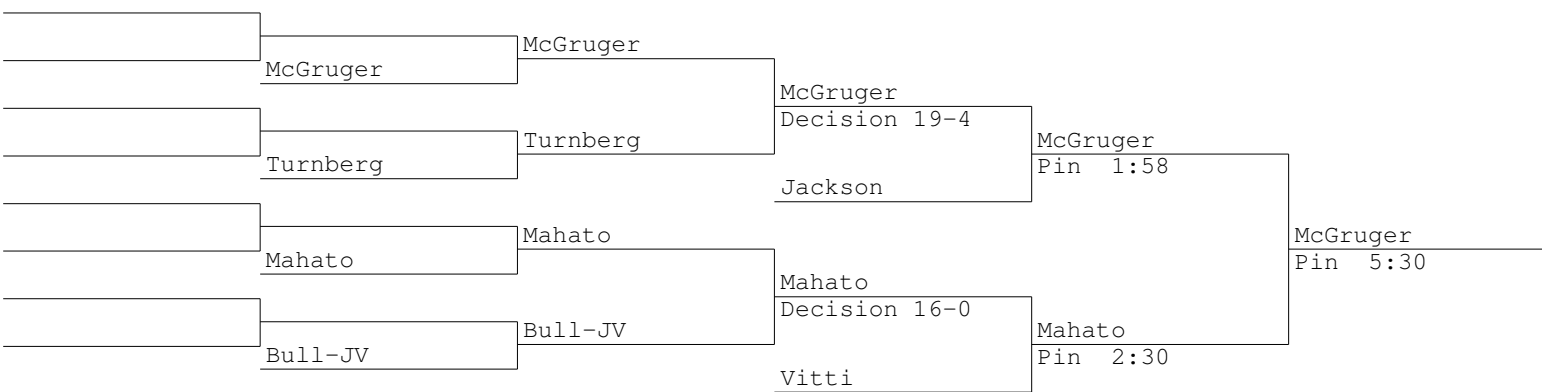 McGruger
McGruger
McGruger
Decision 19-4
Turnberg
McGruger
Turnberg
Pin 1:58
Jackson
Mahato
McGruger
Mahato
Pin 5:30
Mahato
Decision 16-0
Bull-JV
Mahato
Bull-JV
Pin 2:30
Vitti